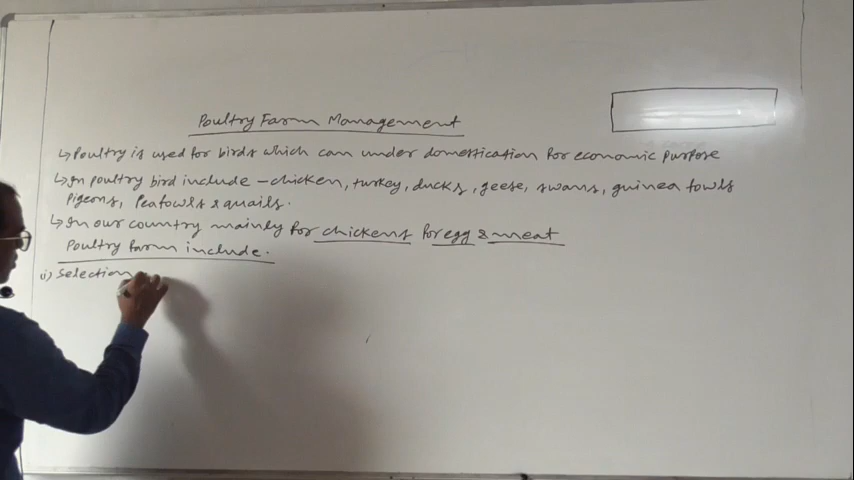 Poultry Farm Management
↳ Poultry is used for birds which can under domestication for economic purpose
↳ In poultry bird include - chicken, turkey, ducks, geese, swans, guinea fowls
pigeons, Peafowls & quails.
↳ In our country mainly for chickens for egg & meat
Poultry farm include.
(i) Selection